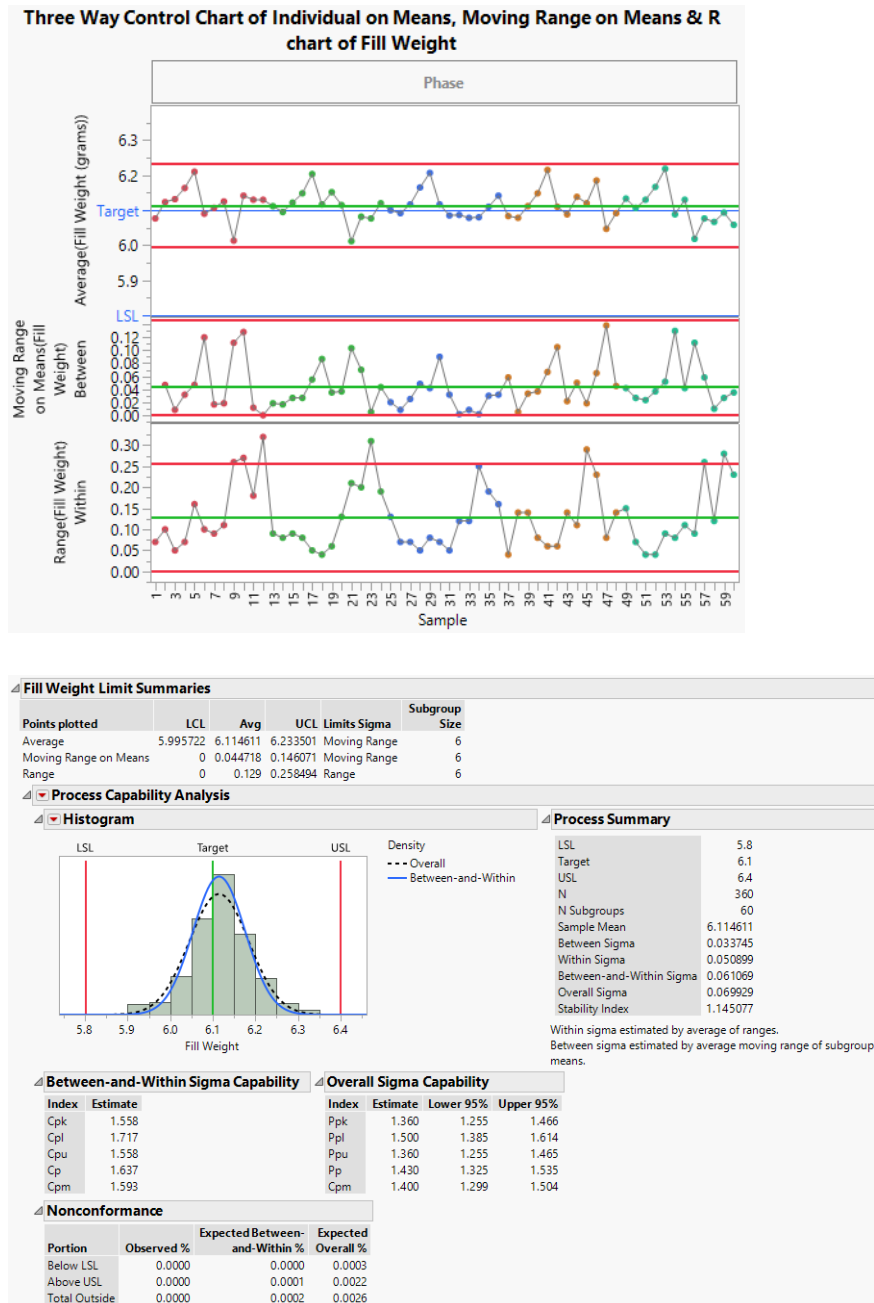 Three Way Control Chart of Individual on Means, Moving Range on Means & R
chart of Fill Weight
Phase
Average(Fill Weight (grams))
6.3
6.2
Target
6.0
5.9
LSL
Moving Range
on Means(Fill
Weight)
Between
0.12
0.10
0.08
0.06
0.04
0.02
0.00
Range(Fill Weight)
Within
0.30
0.25
0.20
0.15
0.10
0.05
0.00
1 3 5 7 9 11 13 15 17 19 21 23 25 27 29 31 33 35 37 39 41 43 45 47 49 51 53 55 57 59
Sample
Fill Weight Limit Summaries
Subgroup
Points plotted LCL Avg UCL Limits Sigma Size
Average 5.995722 6.114611 6.233501 Moving Range 6
Moving Range on Means 0 0.044718 0.146071 Moving Range 6
Range 0 0.129 0.258494 Range 6
Process Capability Analysis
Histogram
LSL Target USL
Density
Overall
Between-and-Within
5.8 5.9 6.0 6.1 6.2 6.3 6.4
Fill Weight
Process Summary
LSL 5.8
Target 6.1
USL 6.4
N 360
N Subgroups 60
Sample Mean 6.114611
Between Sigma 0.033745
Within Sigma 0.050899
Between-and-Within Sigma 0.061069
Overall Sigma 0.069929
Stability Index 1.145077
Within sigma estimated by average of ranges.
Between sigma estimated by average moving range of subgroup
means.
Between-and-Within Sigma Capability
Index Estimate
Cpk 1.558
Cpl 1.717
Cpu 1.558
Cp 1.637
Cpm 1.593
Overall Sigma Capability
Index Estimate Lower 95% Upper 95%
Ppk 1.360 1.255 1.466
Ppl 1.500 1.385 1.614
Ppu 1.360 1.255 1.465
Pp 1.430 1.325 1.535
Cpm 1.400 1.299 1.504
Nonconformance
Expected Between- Expected
Portion Observed % and-Within % Overall %
Below LSL 0.0000 0.0000 0.0003
Above USL 0.0000 0.0001 0.0022
Total Outside 0.0000 0.0002 0.0026